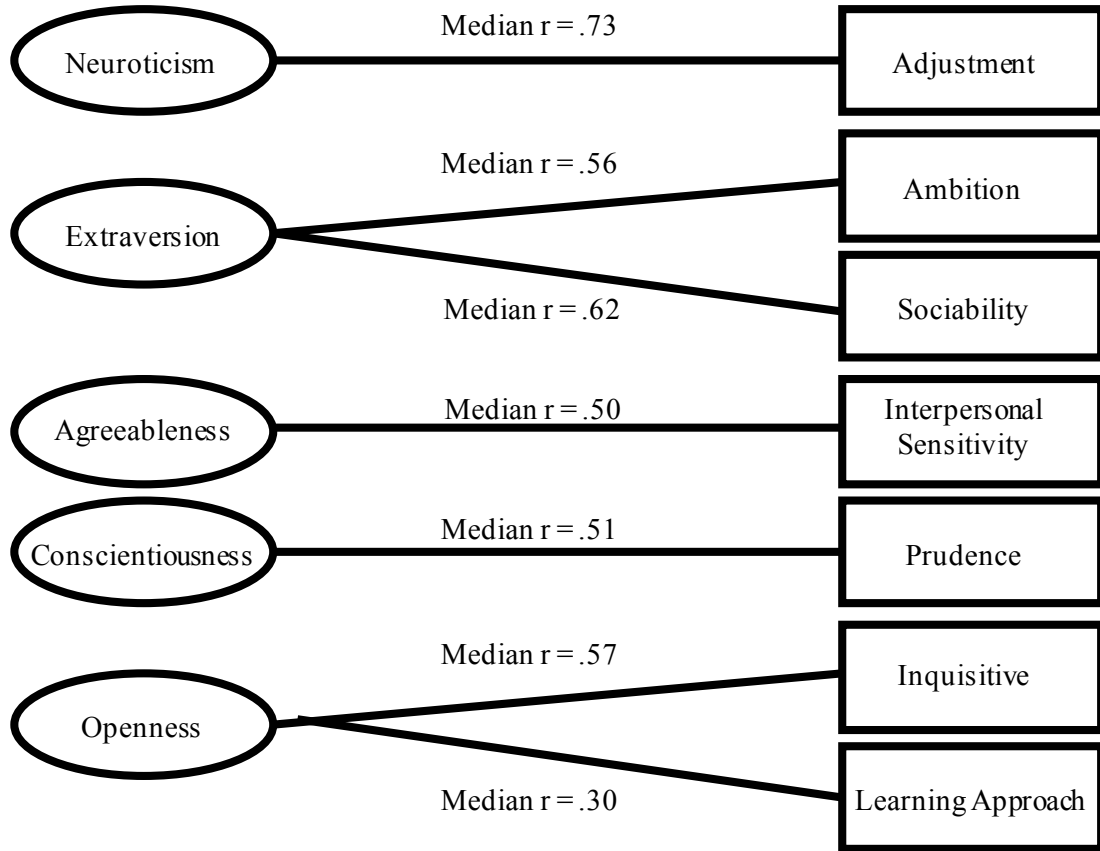 Median r = .73
Neuroticism
Adjustment
Median r = .56
Ambition
Extraversion
Median r = .62
Sociability
Median r = .50
Agreeableness
Interpersonal
Sensitivity
Median r = .51
Conscientiousness
Prudence
Median r = .57
Inquisitive
Openness
Median r = .30
Learning Approach